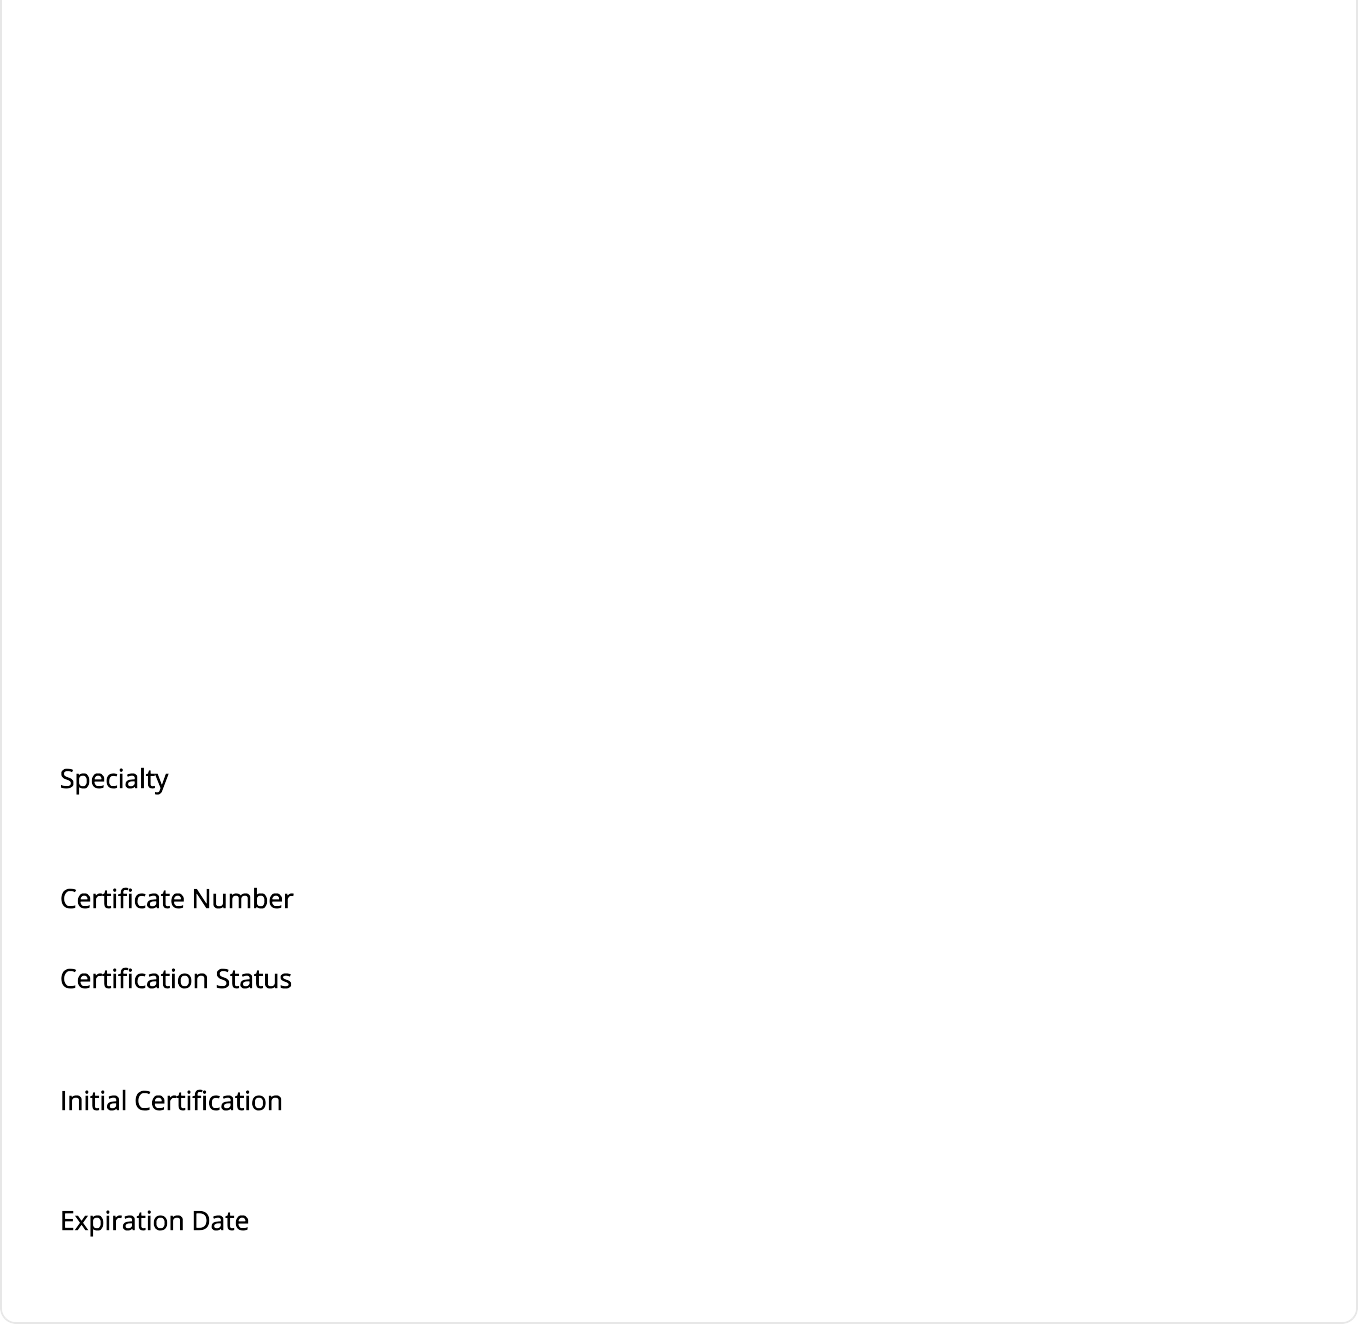 Specialty
Certificate Number
Certification Status
Initial Certification
Expiration Date